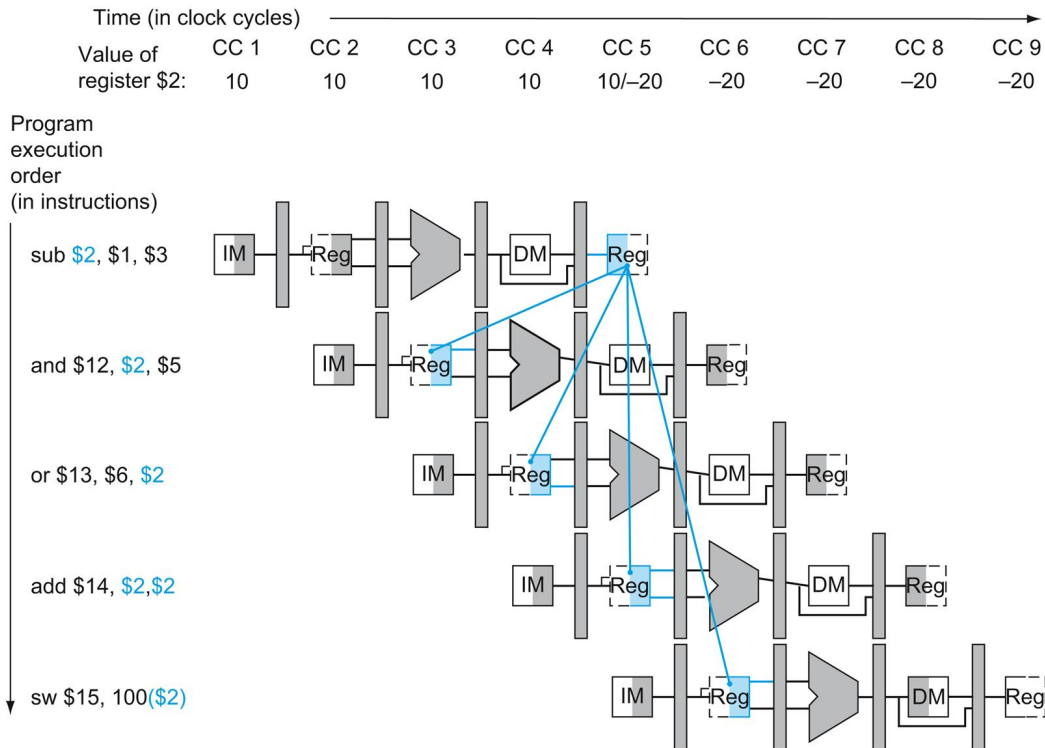 Time (in clock cycles)
Value of register $2:
CC 1 CC 2 CC 3 CC 4 CC 5 CC 6 CC 7 CC 8 CC 9
10 10 10 10 10/–20 –20 –20 –20 –20
Program
execution
order
(in instructions)
sub $2, $1, $3
IM Reg DM Reg
and $12, $2, $5
IM Reg DM Reg
or $13, $6, $2
IM Reg DM Reg
add $14, $2,$2
IM Reg DM Reg
sw $15, 100($2)
IM Reg DM Reg